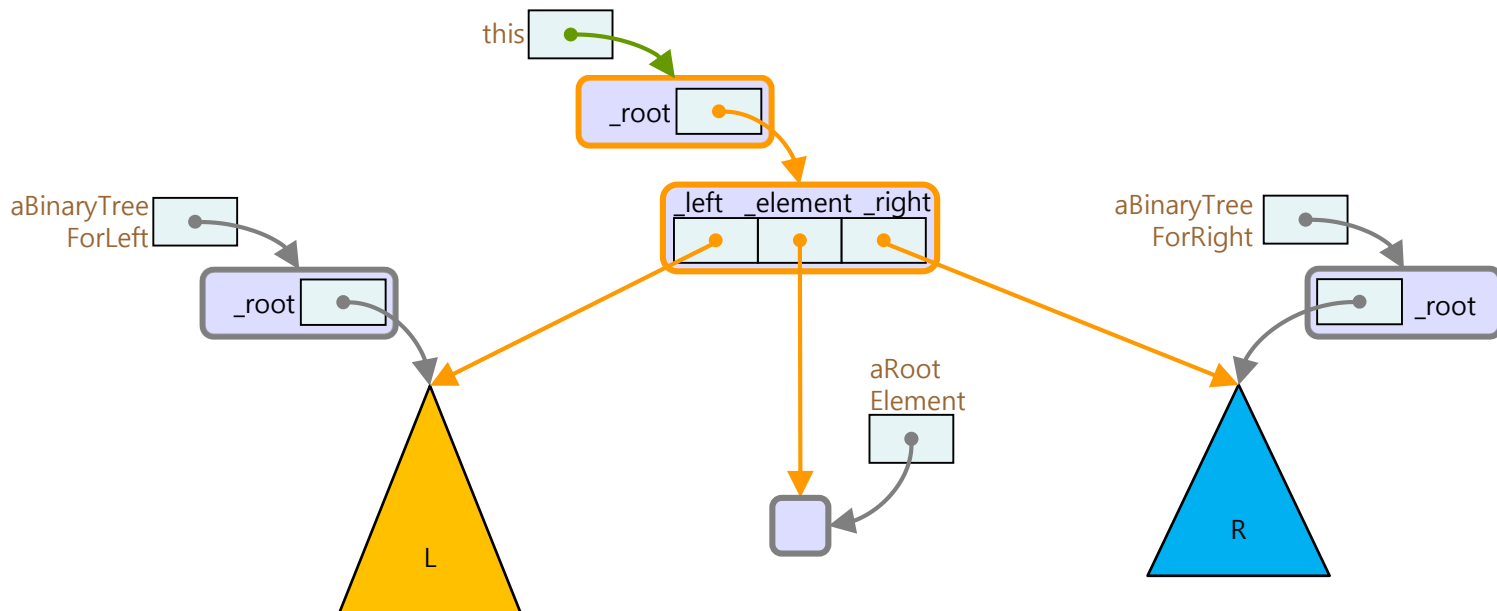 this
_root
_left _element _right
aBinaryTree
ForLeft
aBinaryTree
ForRight
_root
_root
aRoot
Element
L
R